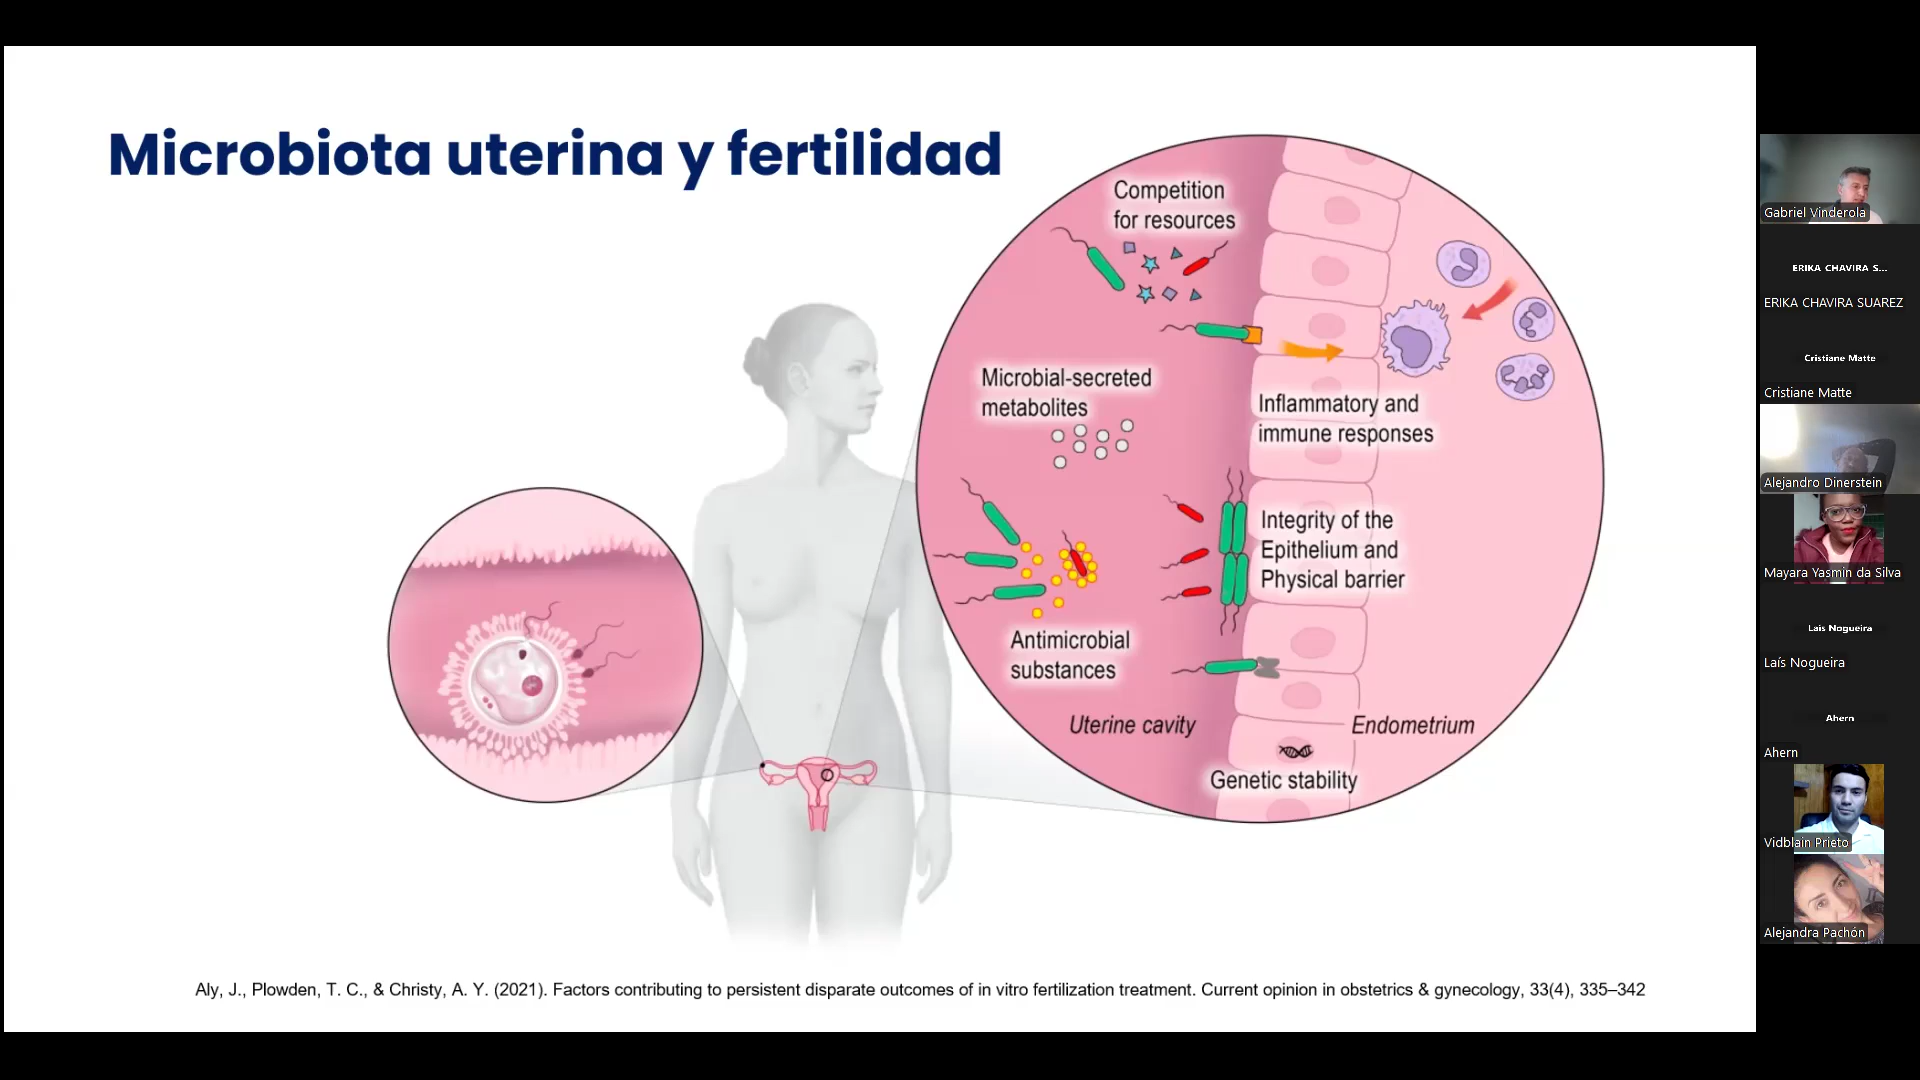 Microbiota uterina y fertilidad
Competition
for resources
Microbial-secreted
metabolites
Inflammatory and
immune responses
Integrity of the
Epithelium and
Physical barrier
Antimicrobial
substances
Uterine cavity
Endometrium
Genetic stability
Aly, J., Plowden, T. C., & Christy, A. Y. (2021). Factors contributing to persistent disparate outcomes of in vitro fertilization treatment. Current opinion in obstetrics & gynecology, 33(4), 335–342
Gabriel Vinderola
ERIKA CHAVIRA S...
ERIKA CHAVIRA SUAREZ
Cristiane Matte
Cristiane Matte
Alejandro Dinerstein
Mayara Yasmin da Silva
Laís Nogueira
Laís Nogueira
Ahern
Ahern
Vidblain Prieto
Alejandra Pachón